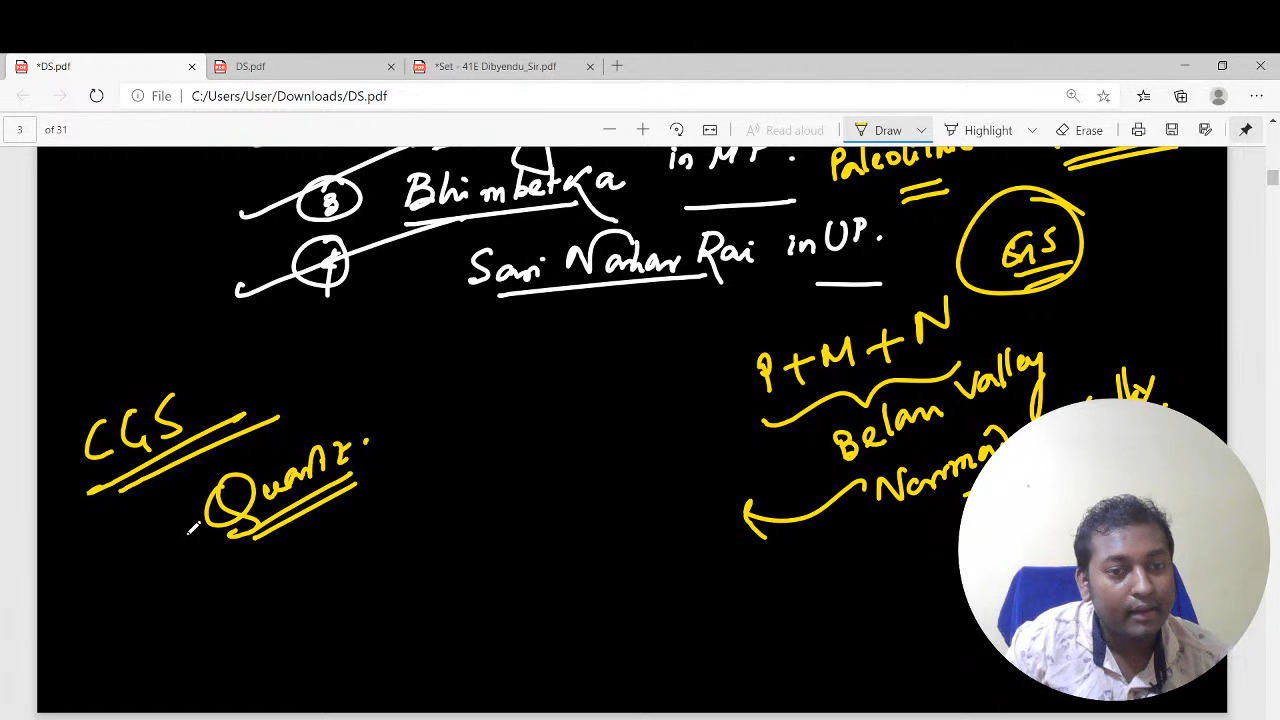 *DS.pdf
DS.pdf
*Set - 41E Dibyendu_Sir.pdf
File
C:/Users/User/Downloads/DS.pdf
3 of 31
Read aloud
Draw
Highlight
Erase
in MP.
3 Bhimbetka
4 Sari Nahar Rai in UP.
GS
P + M + N
Belan Valley
CGS
Quartz.